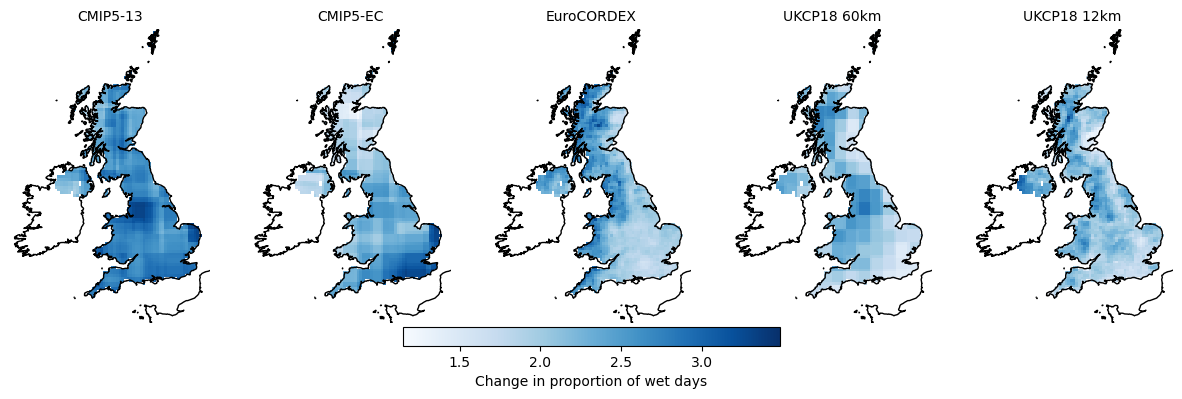 CMIP5-13
CMIP5-EC
EuroCORDEX
UKCP18 60km
UKCP18 12km
1.5
2.0
2.5
3.0
Change in proportion of wet days